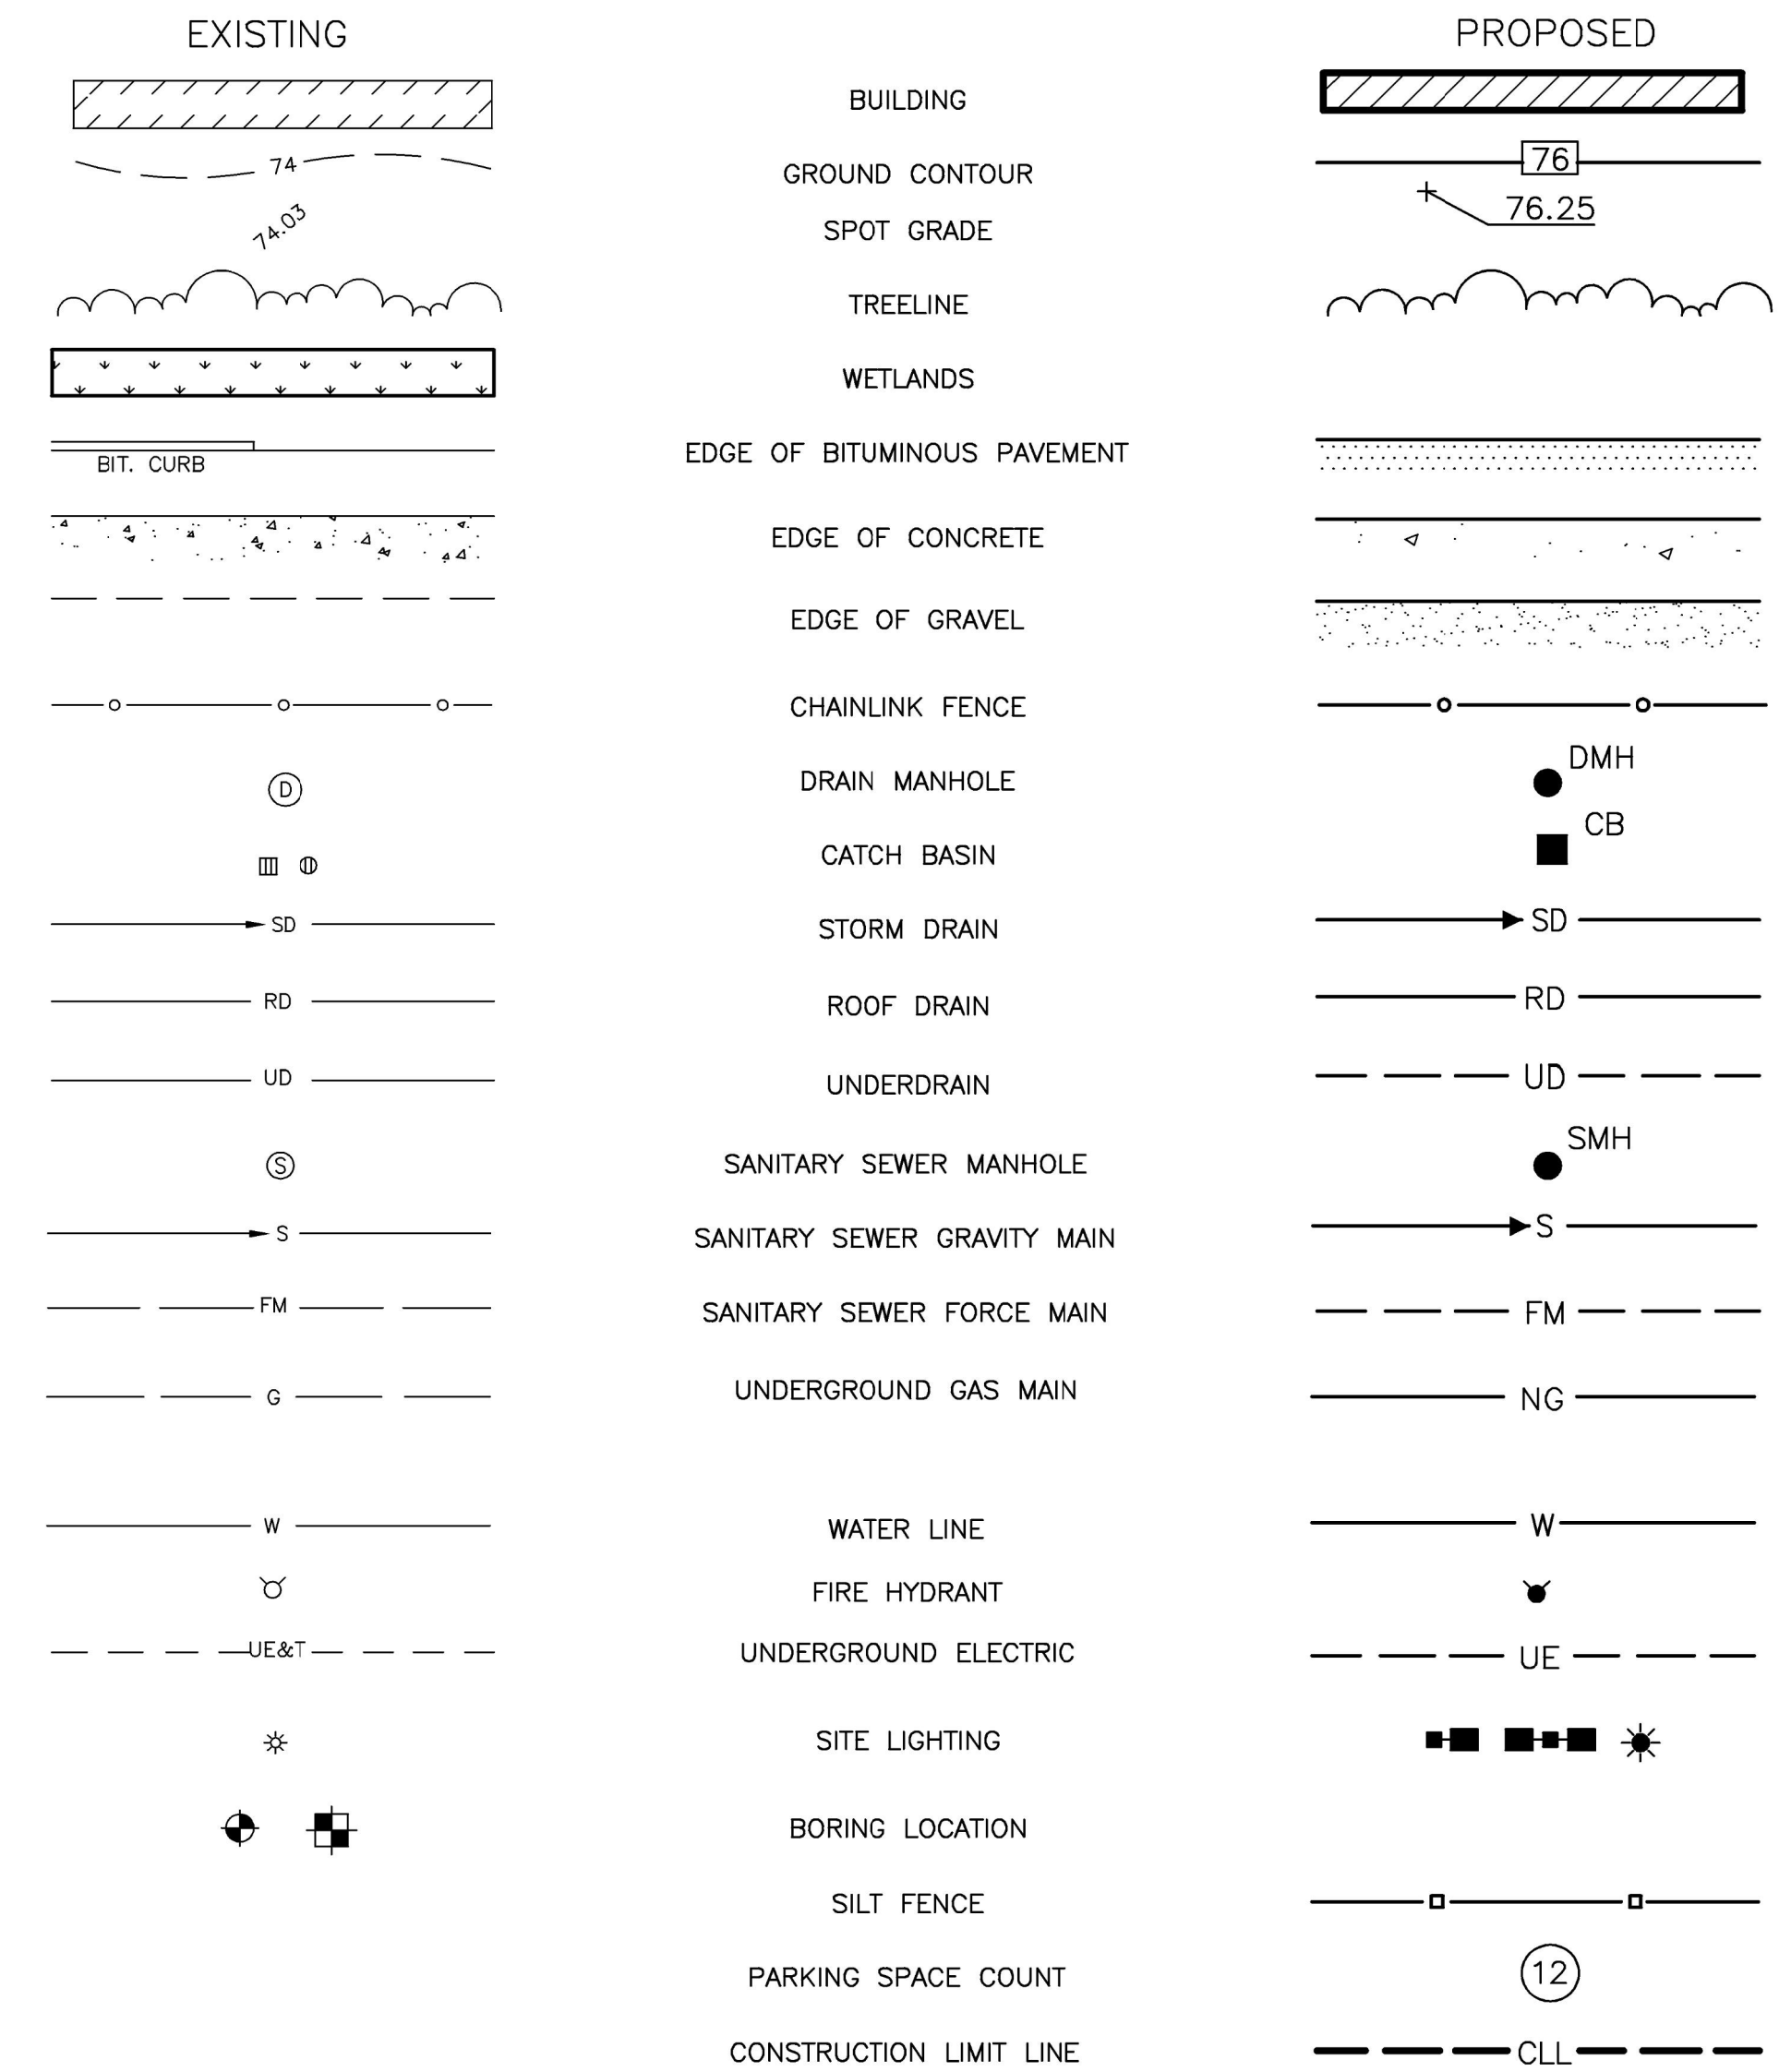 EXISTING PROPOSED
BUILDING
74 GROUND CONTOUR 76
74.03 SPOT GRADE 76.25
TREELINE
WETLANDS
BIT. CURB EDGE OF BITUMINOUS PAVEMENT
EDGE OF CONCRETE
EDGE OF GRAVEL
CHAINLINK FENCE
D DRAIN MANHOLE DMH
CATCH BASIN CB
SD STORM DRAIN SD
RD ROOF DRAIN RD
UD UNDERDRAIN UD
S SANITARY SEWER MANHOLE SMH
S SANITARY SEWER GRAVITY MAIN S
FM SANITARY SEWER FORCE MAIN FM
G UNDERGROUND GAS MAIN NG
W WATER LINE W
FIRE HYDRANT
UE&T UNDERGROUND ELECTRIC UE
SITE LIGHTING
BORING LOCATION
SILT FENCE
PARKING SPACE COUNT 12
CONSTRUCTION LIMIT LINE CLL